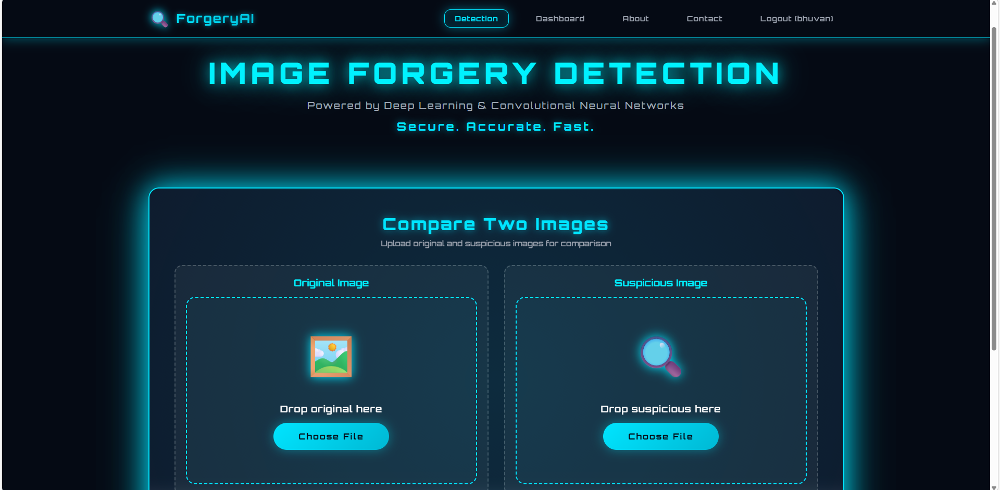 ForgeryAI
Detection
Dashboard
About
Contact
Logout (bhuvan)
IMAGE FORGERY DETECTION
Powered by Deep Learning & Convolutional Neural Networks
Secure. Accurate. Fast.
Compare Two Images
Upload original and suspicious images for comparison
Original Image
Drop original here
Choose File
Suspicious Image
Drop suspicious here
Choose File